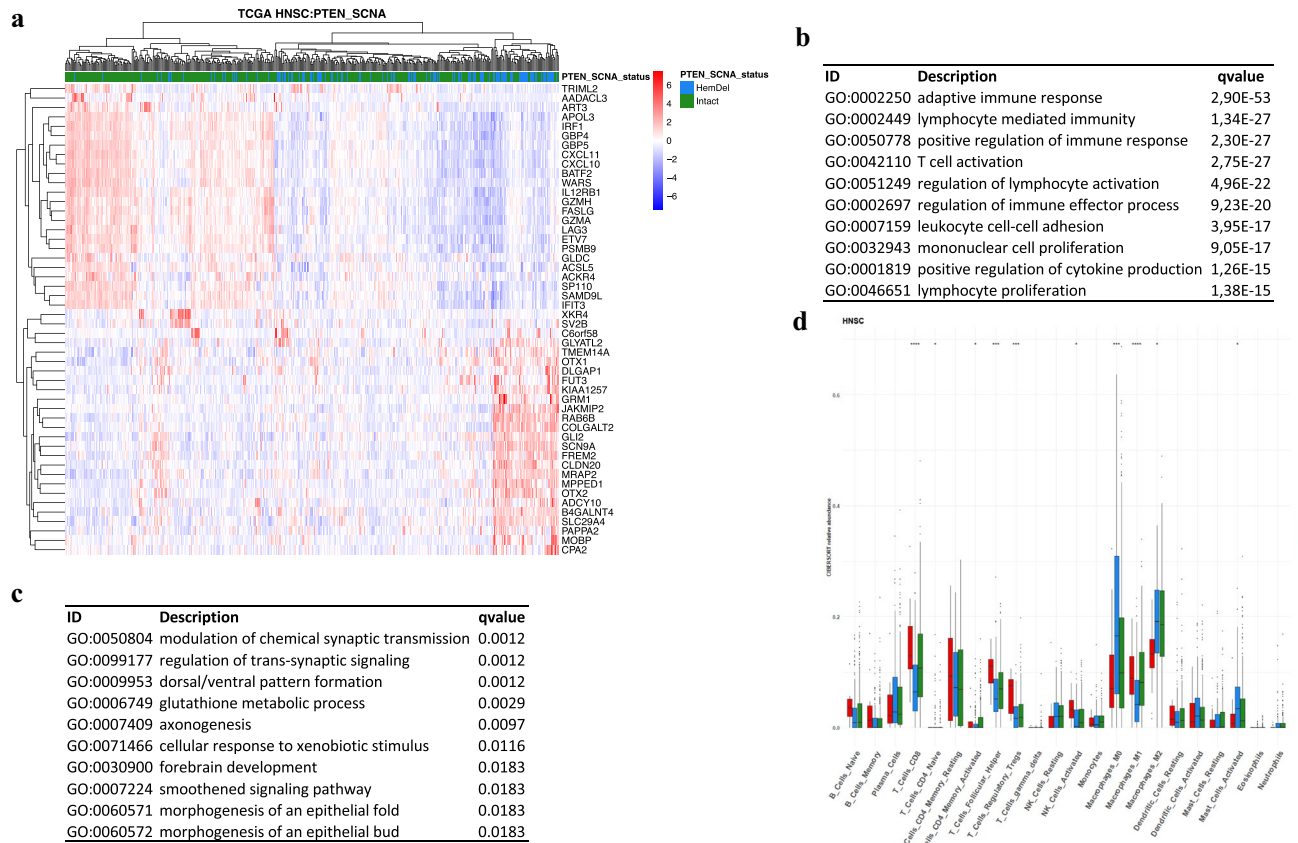 a
TCGA HNSC:PTEN_SCNA
PTEN_SCNA_status
TRIML2
AADACL3
ART3
APOL3
IRF1
GBP4
GBP5
CXCL11
CXCL10
BATF2
WARS
IL12RB1
GZMH
FASLG
GZMA
LAG3
ETV7
PSMB9
GLDC
ACSL5
ACKR4
SP110
SAMD9L
IFIT3
XKR4
SV2B
C6orf58
GLYATL2
TMEM14A
OTX1
DLGAP1
FUT3
KIAA1257
GRM1
JAKMIP2
RAB6B
COLGALT2
GLI2
SCN9A
FREM2
CLDN20
MRAP2
MPPED1
OTX2
ADCY10
B4GALNT4
SLC29A4
PAPPA2
MOBP
CPA2
6
4
2
0
−2
−4
−6
PTEN_SCNA_status
HemDel
Intact
b
ID Description qvalue
GO:0002250 adaptive immune response 2,90E-53
GO:0002449 lymphocyte mediated immunity 1,34E-27
GO:0050778 positive regulation of immune response 2,30E-27
GO:0042110 T cell activation 2,75E-27
GO:0051249 regulation of lymphocyte activation 4,96E-22
GO:0002697 regulation of immune effector process 9,23E-20
GO:0007159 leukocyte cell-cell adhesion 3,95E-17
GO:0032943 mononuclear cell proliferation 9,05E-17
GO:0001819 positive regulation of cytokine production 1,26E-15
GO:0046651 lymphocyte proliferation 1,38E-15
c
ID Description qvalue
GO:0050804 modulation of chemical synaptic transmission 0.0012
GO:0099177 regulation of trans-synaptic signaling 0.0012
GO:0009953 dorsal/ventral pattern formation 0.0012
GO:0006749 glutathione metabolic process 0.0029
GO:0007409 axonogenesis 0.0097
GO:0071466 cellular response to xenobiotic stimulus 0.0116
GO:0030900 forebrain development 0.0183
GO:0007224 smoothened signaling pathway 0.0183
GO:0060571 morphogenesis of an epithelial fold 0.0183
GO:0060572 morphogenesis of an epithelial bud 0.0183
d
HNSC
**** * * *** *** * *** **** * *
CIBERSORT relative abundance
0.6
0.4
0.2
0.0
B_Cells_Naive
B_Cells_Memory
Plasma_Cells
T_Cells_CD8
T_Cells_CD4_Naive
Cells_CD4_Memory_Resting
Cells_CD4_Memory_Activated
T_Cells_Follicular_Helper
T_Cells_Regulatory_Tregs
T_Cells_gamma_delta
NK_Cells_Resting
NK_Cells_Activated
Monocytes
Macrophages_M0
Macrophages_M1
Macrophages_M2
Dendritic_Cells_Resting
Dendritic_Cells_Activated
Mast_Cells_Resting
Mast_Cells_Activated
Eosinophils
Neutrophils